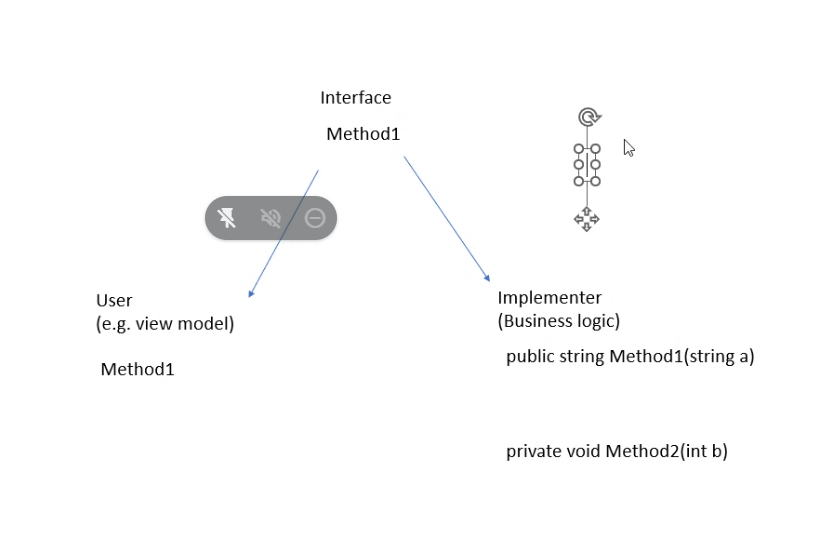 Interface
Method1
User
(e.g. view model)
Method1
Implementer
(Business logic)
public string Method1(string a)
private void Method2(int b)